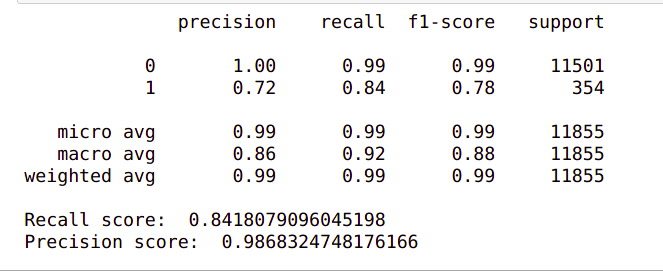 precision recall f1-score support
0 1.00 0.99 0.99 11501
1 0.72 0.84 0.78 354
micro avg 0.99 0.99 0.99 11855
macro avg 0.86 0.92 0.88 11855
weighted avg 0.99 0.99 0.99 11855
Recall score: 0.8418079096045198
Precision score: 0.9868324748176166